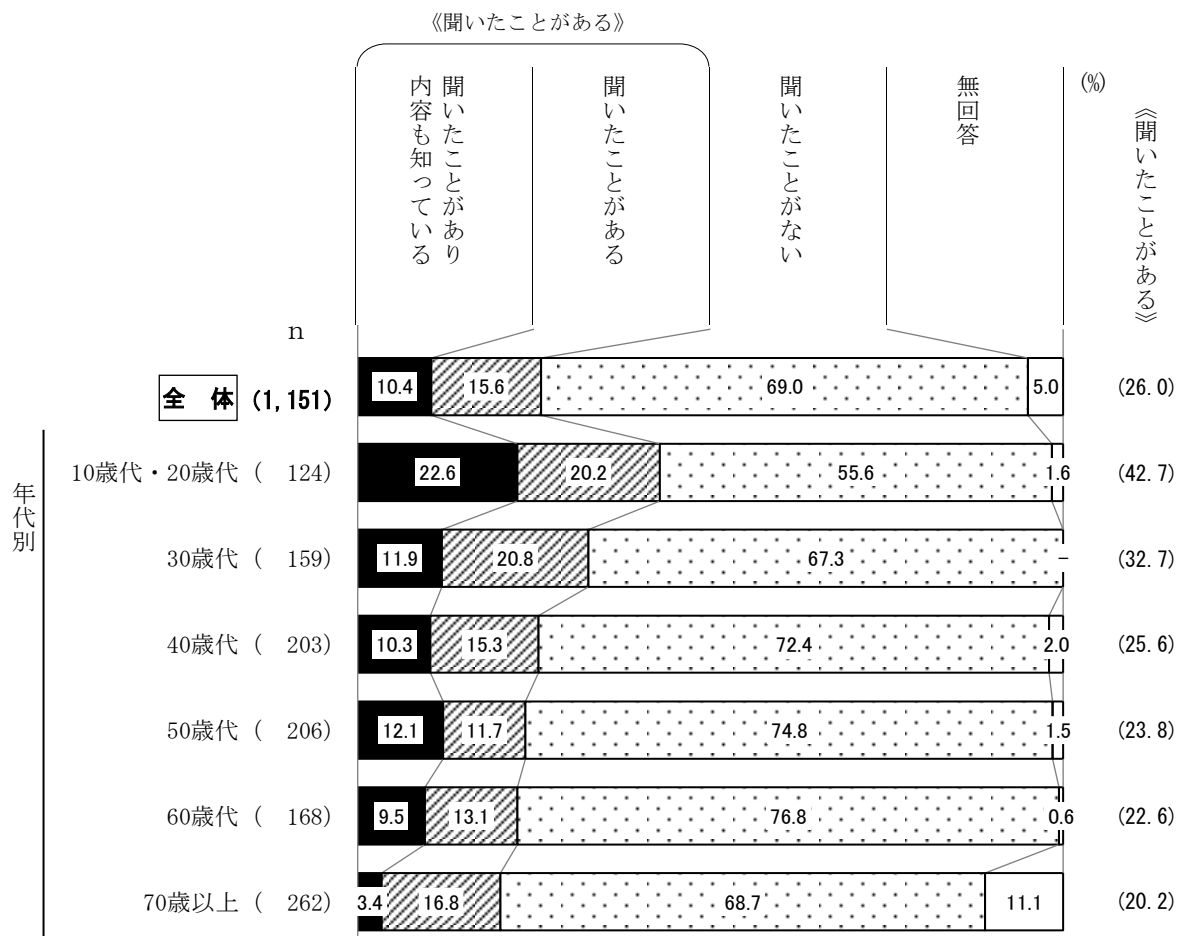 《聞いたことがある》
聞いたことがあり
内容も知っている
聞いたことがある
聞いたことがない
無回答
(%)
《聞いたことがある》
n
全 体 (1,151) 10.4 15.6 69.0 5.0 (26.0)
年代別
10歳代・20歳代 ( 124) 22.6 20.2 55.6 1.6 (42.7)
30歳代 ( 159) 11.9 20.8 67.3 - (32.7)
40歳代 ( 203) 10.3 15.3 72.4 2.0 (25.6)
50歳代 ( 206) 12.1 11.7 74.8 1.5 (23.8)
60歳代 ( 168) 9.5 13.1 76.8 0.6 (22.6)
70歳以上 ( 262) 3.4 16.8 68.7 11.1 (20.2)